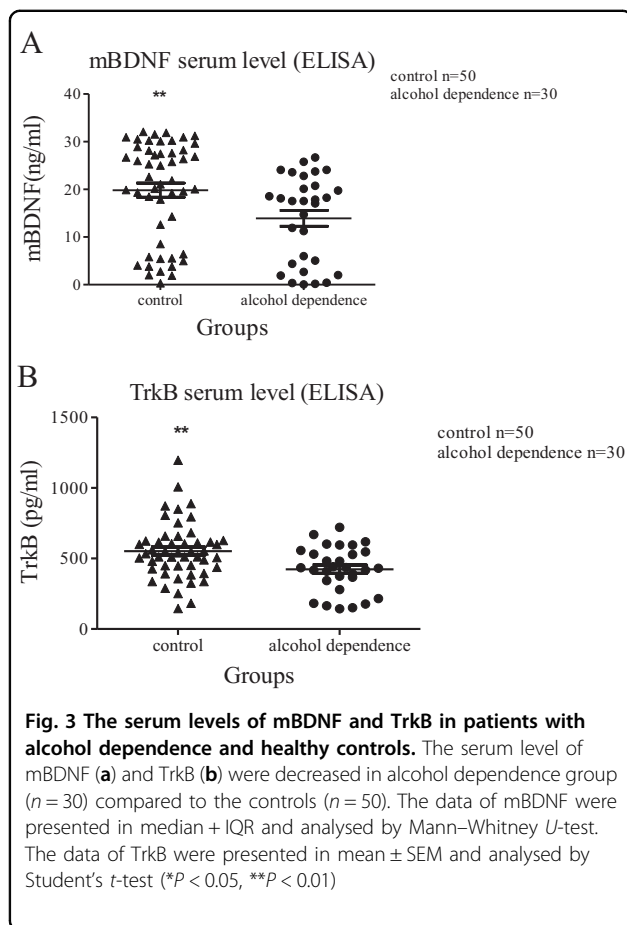 A
mBDNF serum level (ELISA)
control n=50
alcohol dependence n=30
**
40
30
20
10
0
mBDNF(ng/ml)
control
alcohol dependence
Groups
B
TrkB serum level (ELISA)
control n=50
alcohol dependence n=30
**
1500
1000
500
0
TrkB (pg/ml)
control
alcohol dependence
Groups
Fig. 3 The serum levels of mBDNF and TrkB in patients with
alcohol dependence and healthy controls. The serum level of
mBDNF (a) and TrkB (b) were decreased in alcohol dependence group
(n = 30) compared to the controls (n = 50). The data of mBDNF were
presented in median + IQR and analysed by Mann–Whitney U-test.
The data of TrkB were presented in mean ± SEM and analysed by
Student's t-test (*P < 0.05, **P < 0.01)